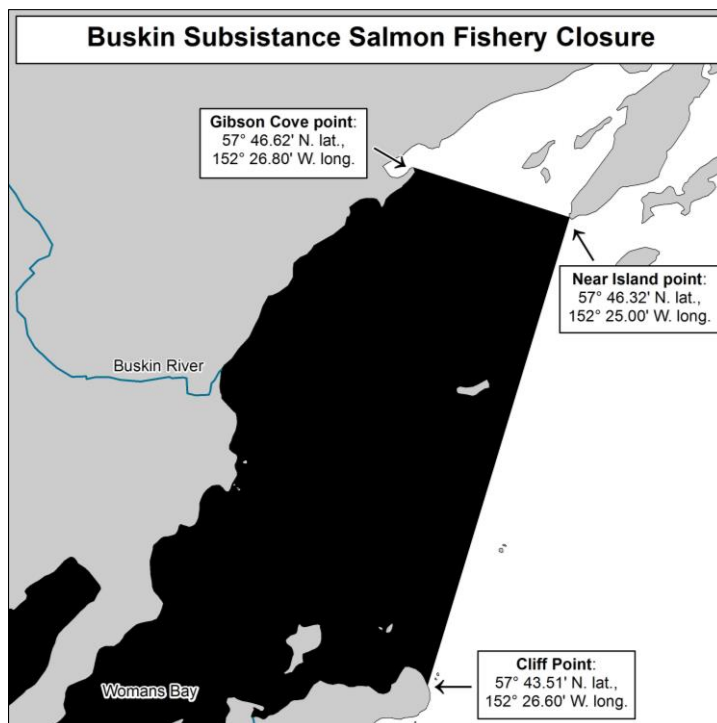 Buskin Subsistance Salmon Fishery Closure
Gibson Cove point:
57° 46.62' N. lat.,
152° 26.80' W. long.
Near Island point:
57° 46.32' N. lat.,
152° 25.00' W. long.
Buskin River
Womans Bay
Cliff Point:
57° 43.51' N. lat.,
152° 26.60' W. long.